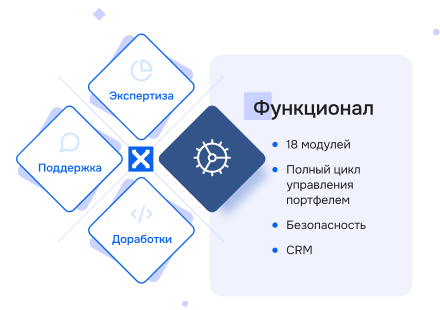 Экспертиза
Поддержка
Доработки
Функционал
18 модулей
Полный цикл
управления
портфелем
Безопасность
CRM